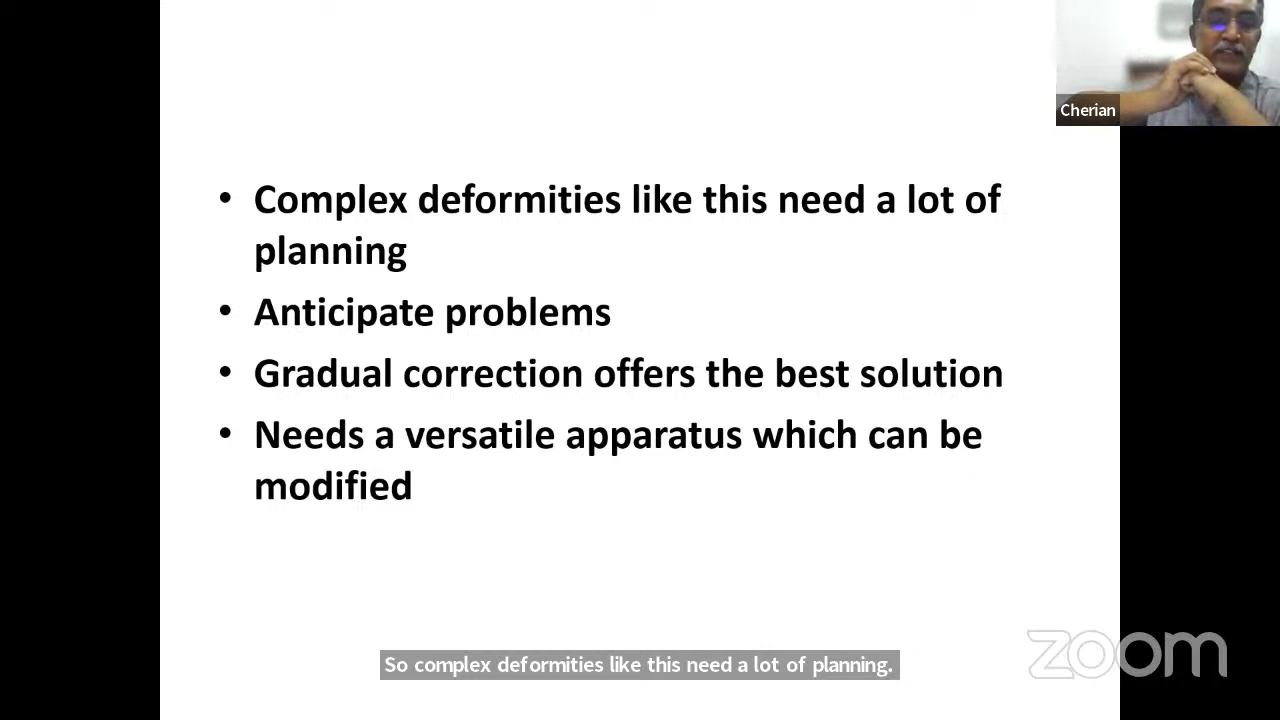 Cherian
• Complex deformities like this need a lot of
planning
• Anticipate problems
• Gradual correction offers the best solution
• Needs a versatile apparatus which can be
modified
So complex deformities like this need a lot of planning.
zoom